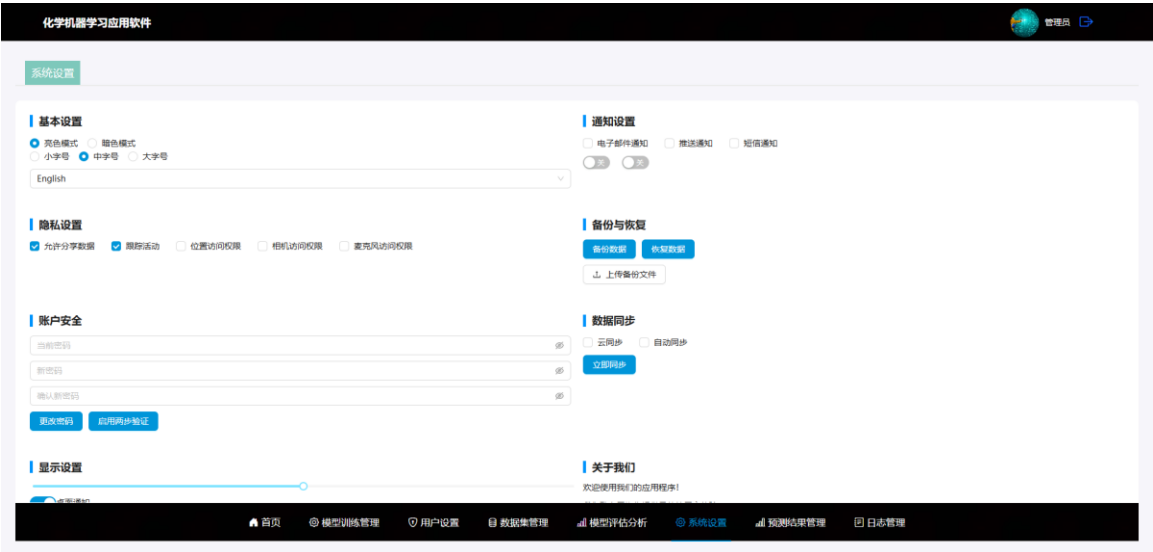 化学机器学习应用软件
管理员
系统设置
基本设置
亮色模式 暗色模式
小字号 中字号 大字号
English
通知设置
电子邮件通知 推送通知 短信通知
关 关
隐私设置
允许分享数据 跟踪活动 位置访问权限 相机访问权限 麦克风访问权限
备份与恢复
备份数据 恢复数据
上传备份文件
账户安全
当前密码
新密码
确认新密码
更改密码 启用两步验证
数据同步
云同步 自动同步
立即同步
显示设置
桌面通知
关于我们
欢迎使用我们的应用程序!
首页 模型训练管理 用户设置 数据集管理 模型评估分析 系统设置 预测结果管理 日志管理